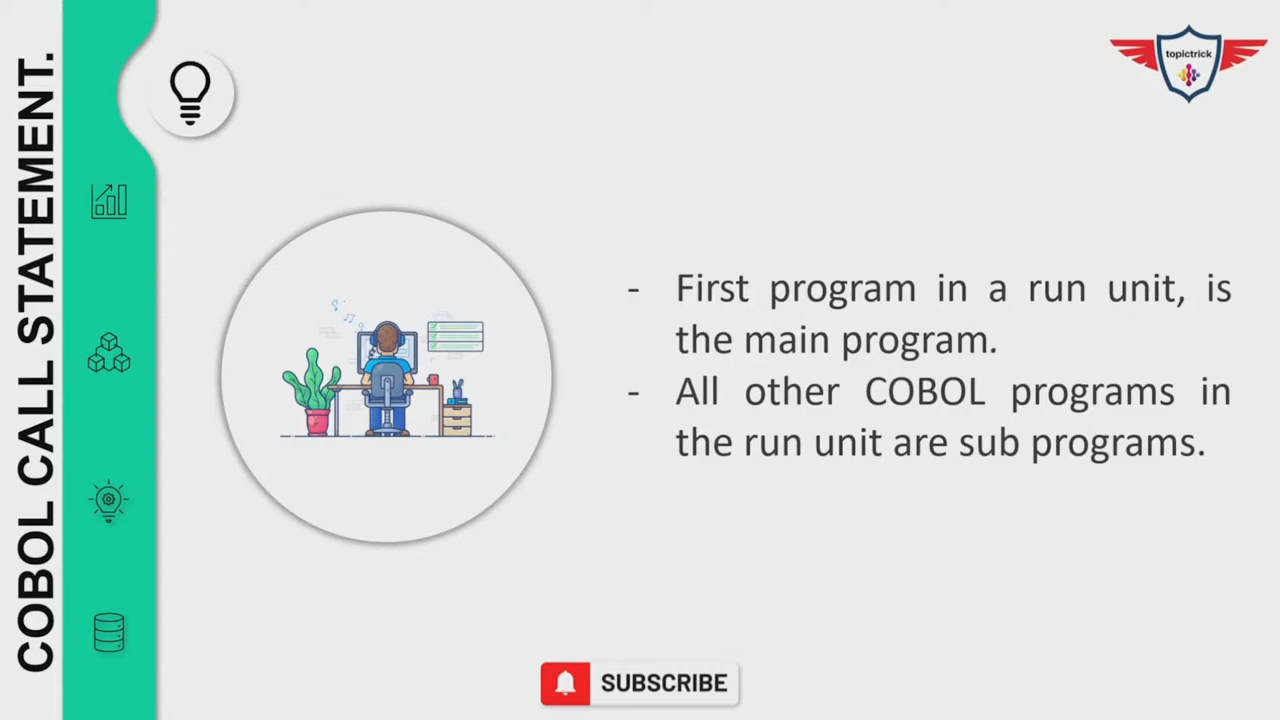 COBOL CALL STATEMENT.
topictrick
- First program in a run unit, is
the main program.
- All other COBOL programs in
the run unit are sub programs.
SUBSCRIBE